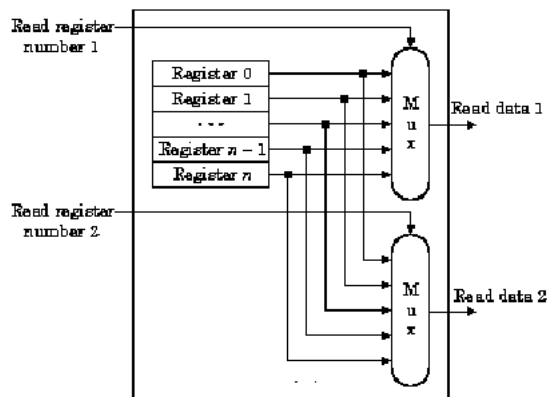 Read register
number 1
Register 0
Register 1
. . .
Register n – 1
Register n
M
u
x
Read data 1
Read register
number 2
M
u
x
Read data 2
. . .